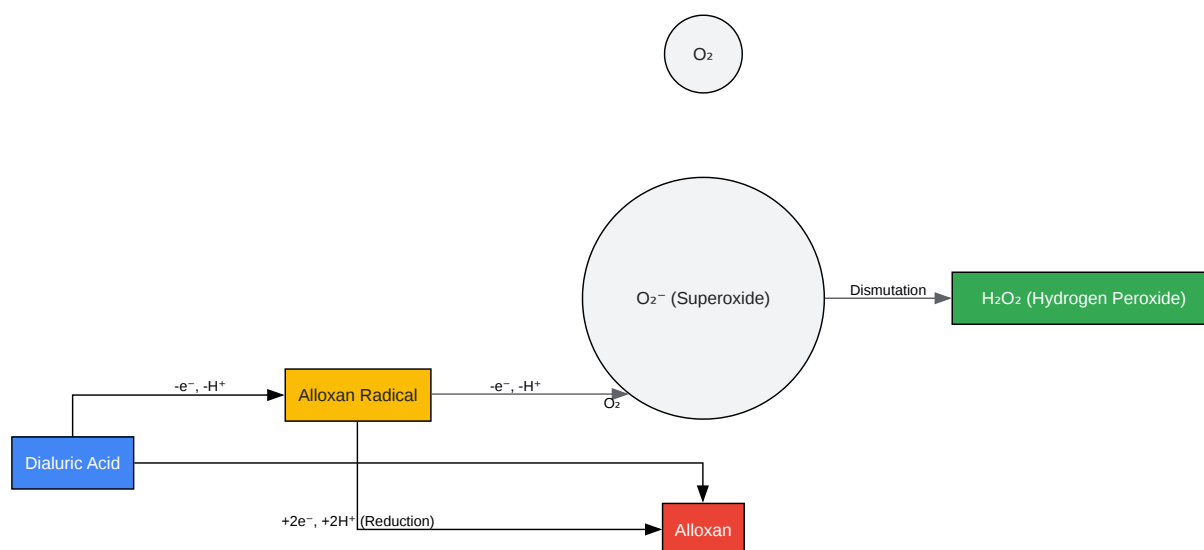 O₂
O₂⁻ (Superoxide)
Dismutation
H₂O₂ (Hydrogen Peroxide)
-e⁻, -H⁺
Alloxan Radical
-e⁻, -H⁺
O₂
Dialuric Acid
+2e⁻, +2H⁺ (Reduction)
Alloxan